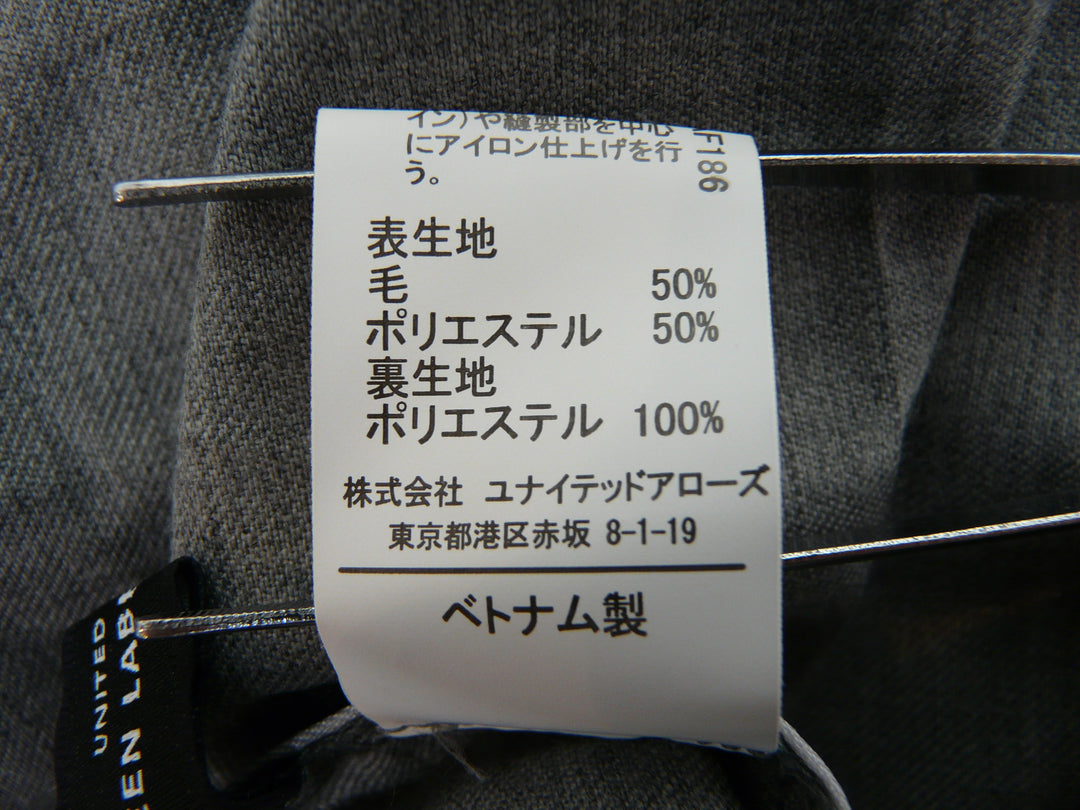 イン)や縫製部を中心
にアイロン仕上げを行
う。
F186
表生地
毛 50%
ポリエステル 50%
裏生地
ポリエステル 100%
株式会社 ユナイテッドアローズ
東京都港区赤坂 8-1-19
ベトナム製
UNITED
EEN LABE